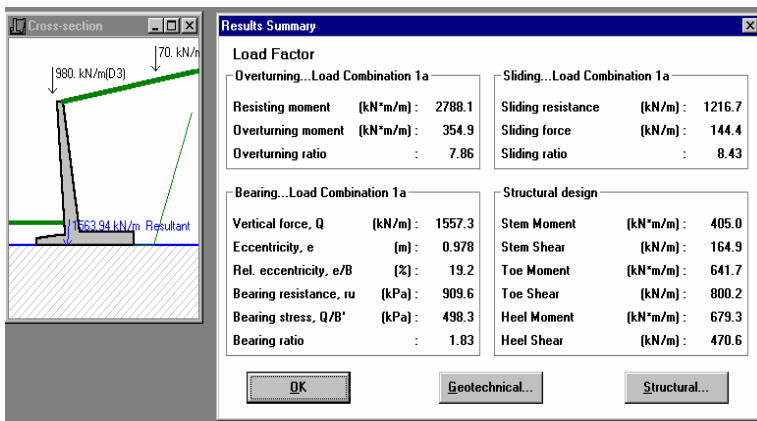 Cross-section
70. kN/m
980. kN/m(D3)
1563.94 kN/m Resultant
Results Summary
Load Factor
Overturning...Load Combination 1a
Resisting moment (kN*m/m) : 2788.1
Overturning moment (kN*m/m) : 354.9
Overturning ratio : 7.86
Sliding...Load Combination 1a
Sliding resistance (kN/m) : 1216.7
Sliding force (kN/m) : 144.4
Sliding ratio : 8.43
Bearing...Load Combination 1a
Vertical force, Q (kN/m) : 1557.3
Eccentricity, e (m) : 0.978
Rel. eccentricity, e/B (%) : 19.2
Bearing resistance, ru (kPa) : 909.6
Bearing stress, Q/B' (kPa) : 498.3
Bearing ratio : 1.83
Structural design
Stem Moment (kN*m/m) : 405.0
Stem Shear (kN/m) : 164.9
Toe Moment (kN*m/m) : 641.7
Toe Shear (kN/m) : 800.2
Heel Moment (kN*m/m) : 679.3
Heel Shear (kN/m) : 470.6
OK
Geotechnical...
Structural...